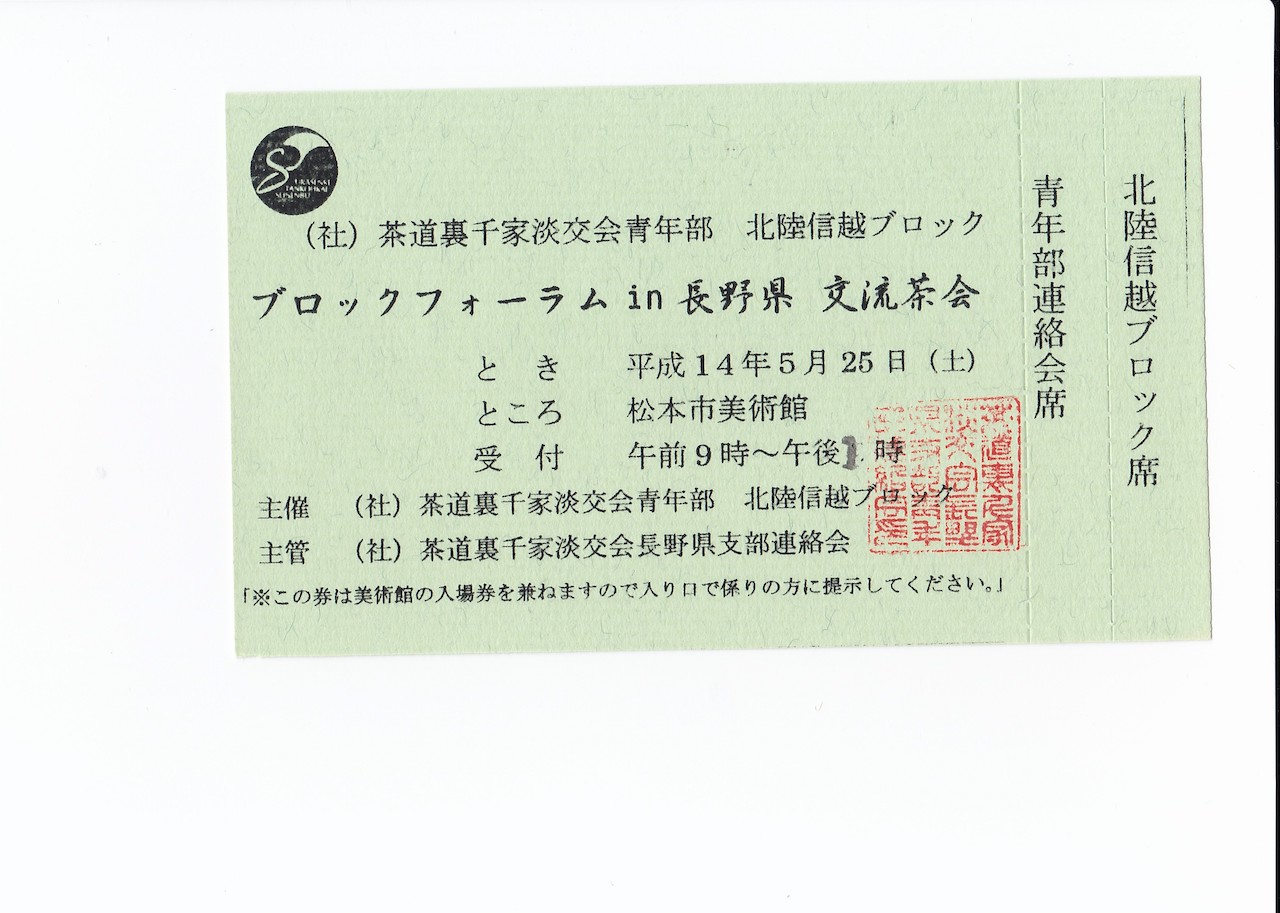 URASENKE
TANKOHKAI
SEINENBU
（社）茶道裏千家淡交会青年部　北陸信越ブロック
ブロックフォーラム in 長野県　交流茶会
とき　平成14年5月25日（土）
ところ　松本市美術館
受付　午前9時～午後1時
主催　（社）茶道裏千家淡交会青年部　北陸信越ブロック
主管　（社）茶道裏千家淡交会長野県支部連絡会
「※この券は美術館の入場券を兼ねますので入り口で係りの方に提示してください。」
青年部連絡会席
北陸信越ブロック席